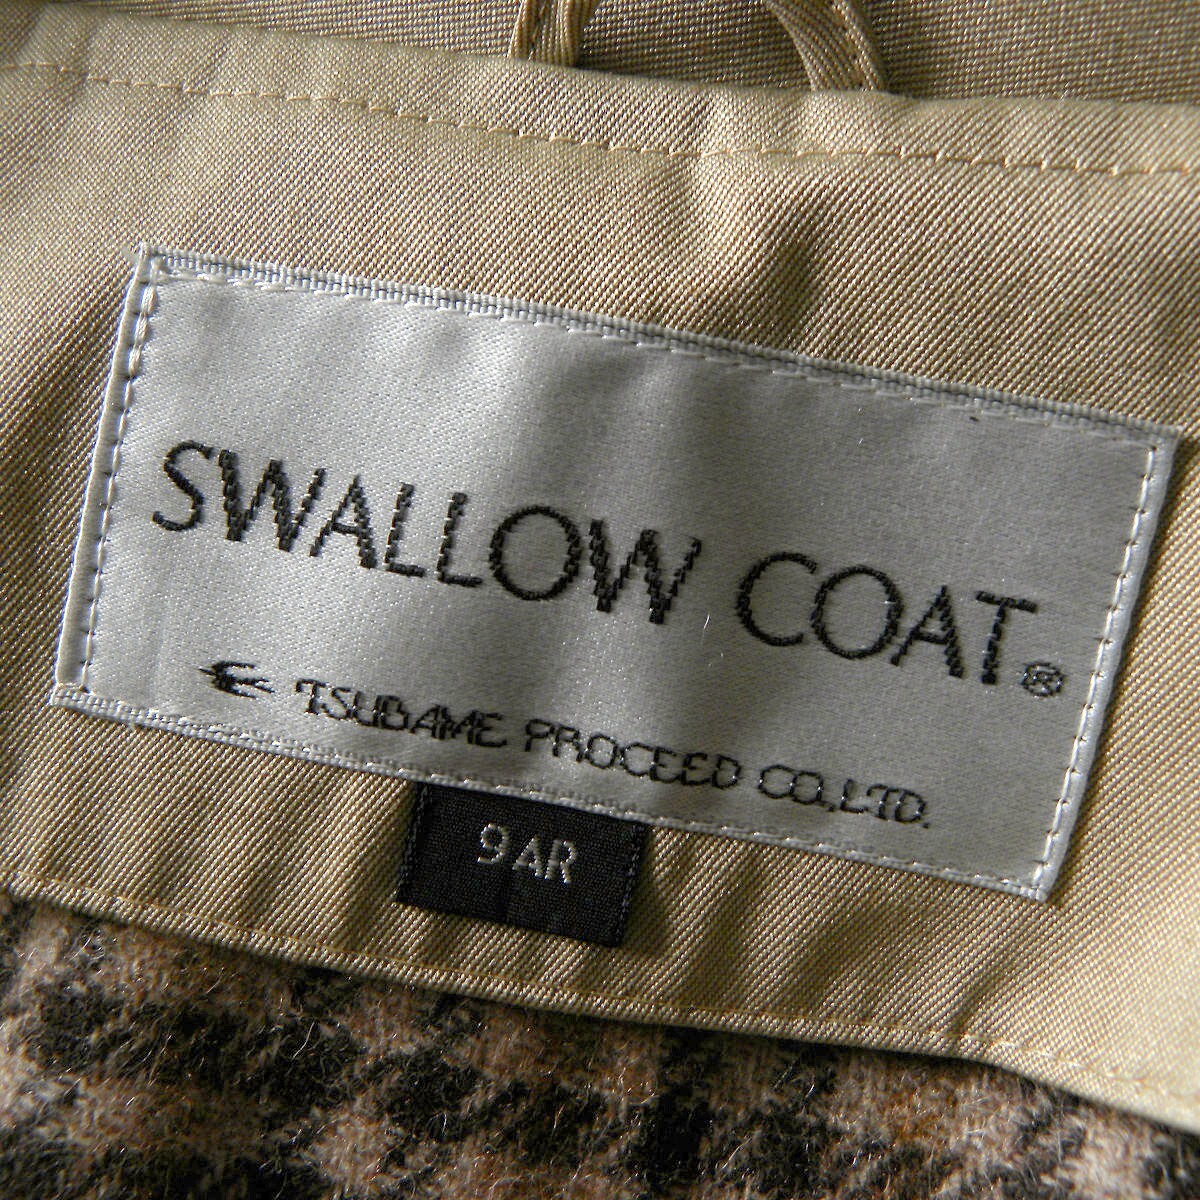 SWALLOW COAT®
TSUBAME PROCEED CO.,LTD.
9AR